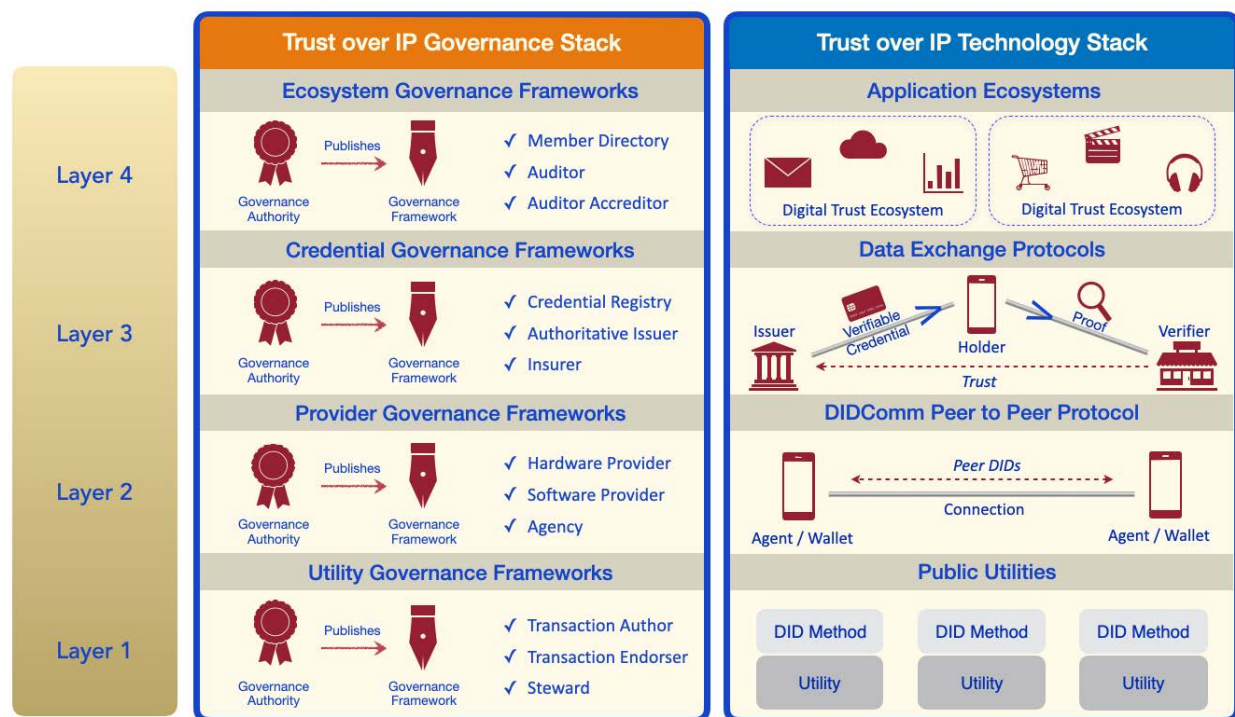 Trust over IP Governance Stack
Trust over IP Technology Stack
Layer 4
Ecosystem Governance Frameworks
Publishes
Governance
Authority
Governance
Framework
✓ Member Directory
✓ Auditor
✓ Auditor Accreditor
Application Ecosystems
Digital Trust Ecosystem
Digital Trust Ecosystem
Layer 3
Credential Governance Frameworks
Publishes
Governance
Authority
Governance
Framework
✓ Credential Registry
✓ Authoritative Issuer
✓ Insurer
Data Exchange Protocols
Issuer
Verifiable
Credential
Holder
Proof
Verifier
Trust
Layer 2
Provider Governance Frameworks
Publishes
Governance
Authority
Governance
Framework
✓ Hardware Provider
✓ Software Provider
✓ Agency
DIDComm Peer to Peer Protocol
Peer DIDs
Connection
Agent / Wallet
Agent / Wallet
Layer 1
Utility Governance Frameworks
Publishes
Governance
Authority
Governance
Framework
✓ Transaction Author
✓ Transaction Endorser
✓ Steward
Public Utilities
DID Method
DID Method
DID Method
Utility
Utility
Utility